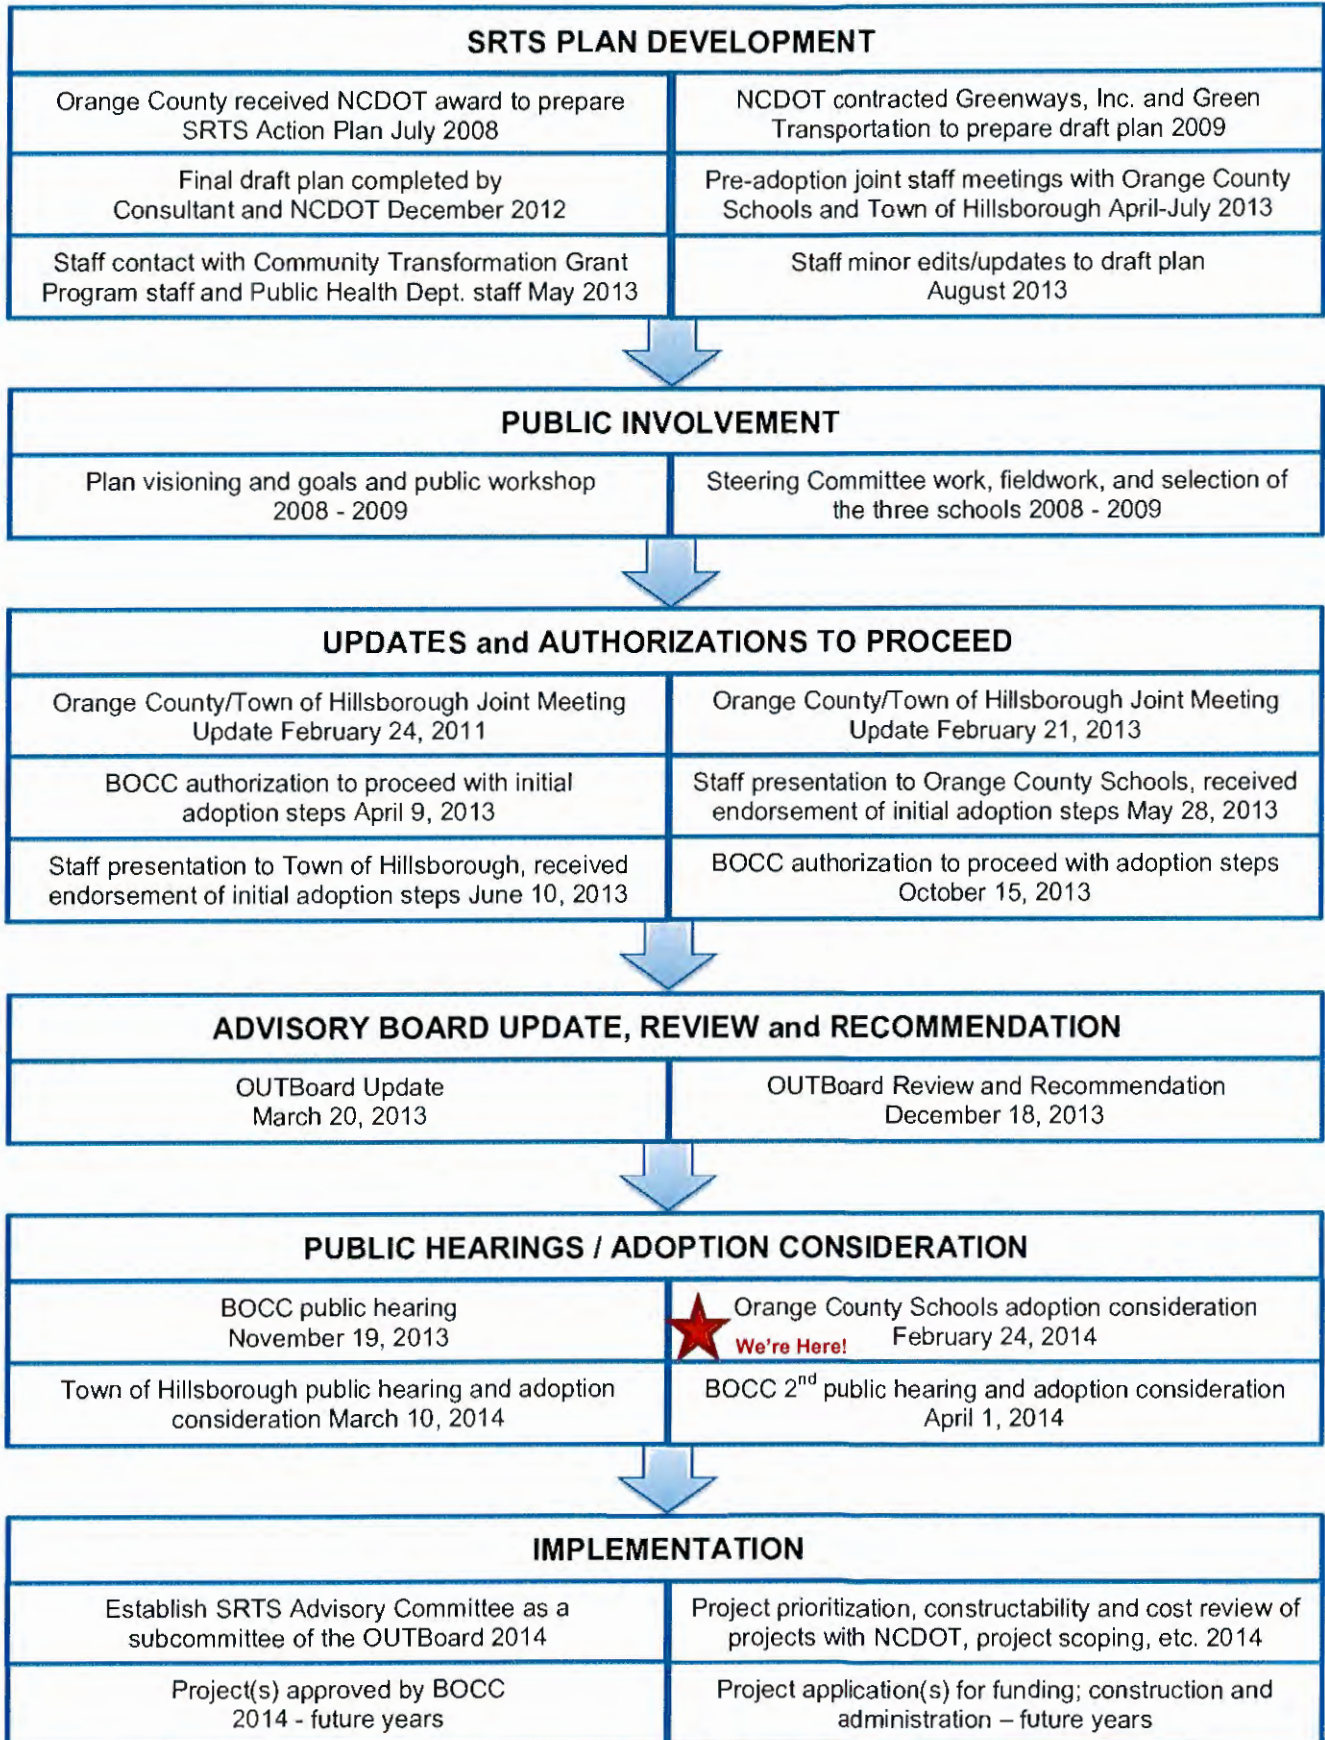 SRTS PLAN DEVELOPMENT
Orange County received NCDOT award to prepare
SRTS Action Plan July 2008
NCDOT contracted Greenways, Inc. and Green
Transportation to prepare draft plan 2009
Final draft plan completed by
Consultant and NCDOT December 2012
Pre-adoption joint staff meetings with Orange County
Schools and Town of Hillsborough April-July 2013
Staff contact with Community Transformation Grant
Program staff and Public Health Dept. staff May 2013
Staff minor edits/updates to draft plan
August 2013
PUBLIC INVOLVEMENT
Plan visioning and goals and public workshop
2008 - 2009
Steering Committee work, fieldwork, and selection of
the three schools 2008 - 2009
UPDATES and AUTHORIZATIONS TO PROCEED
Orange County/Town of Hillsborough Joint Meeting
Update February 24, 2011
Orange County/Town of Hillsborough Joint Meeting
Update February 21, 2013
BOCC authorization to proceed with initial
adoption steps April 9, 2013
Staff presentation to Orange County Schools, received
endorsement of initial adoption steps May 28, 2013
Staff presentation to Town of Hillsborough, received
endorsement of initial adoption steps June 10, 2013
BOCC authorization to proceed with adoption steps
October 15, 2013
ADVISORY BOARD UPDATE, REVIEW and RECOMMENDATION
OUTBoard Update
March 20, 2013
OUTBoard Review and Recommendation
December 18, 2013
PUBLIC HEARINGS / ADOPTION CONSIDERATION
BOCC public hearing
November 19, 2013
Orange County Schools adoption consideration
We're Here! February 24, 2014
Town of Hillsborough public hearing and adoption
consideration March 10, 2014
BOCC 2nd public hearing and adoption consideration
April 1, 2014
IMPLEMENTATION
Establish SRTS Advisory Committee as a
subcommittee of the OUTBoard 2014
Project prioritization, constructability and cost review of
projects with NCDOT, project scoping, etc. 2014
Project(s) approved by BOCC
2014 - future years
Project application(s) for funding; construction and
administration – future years